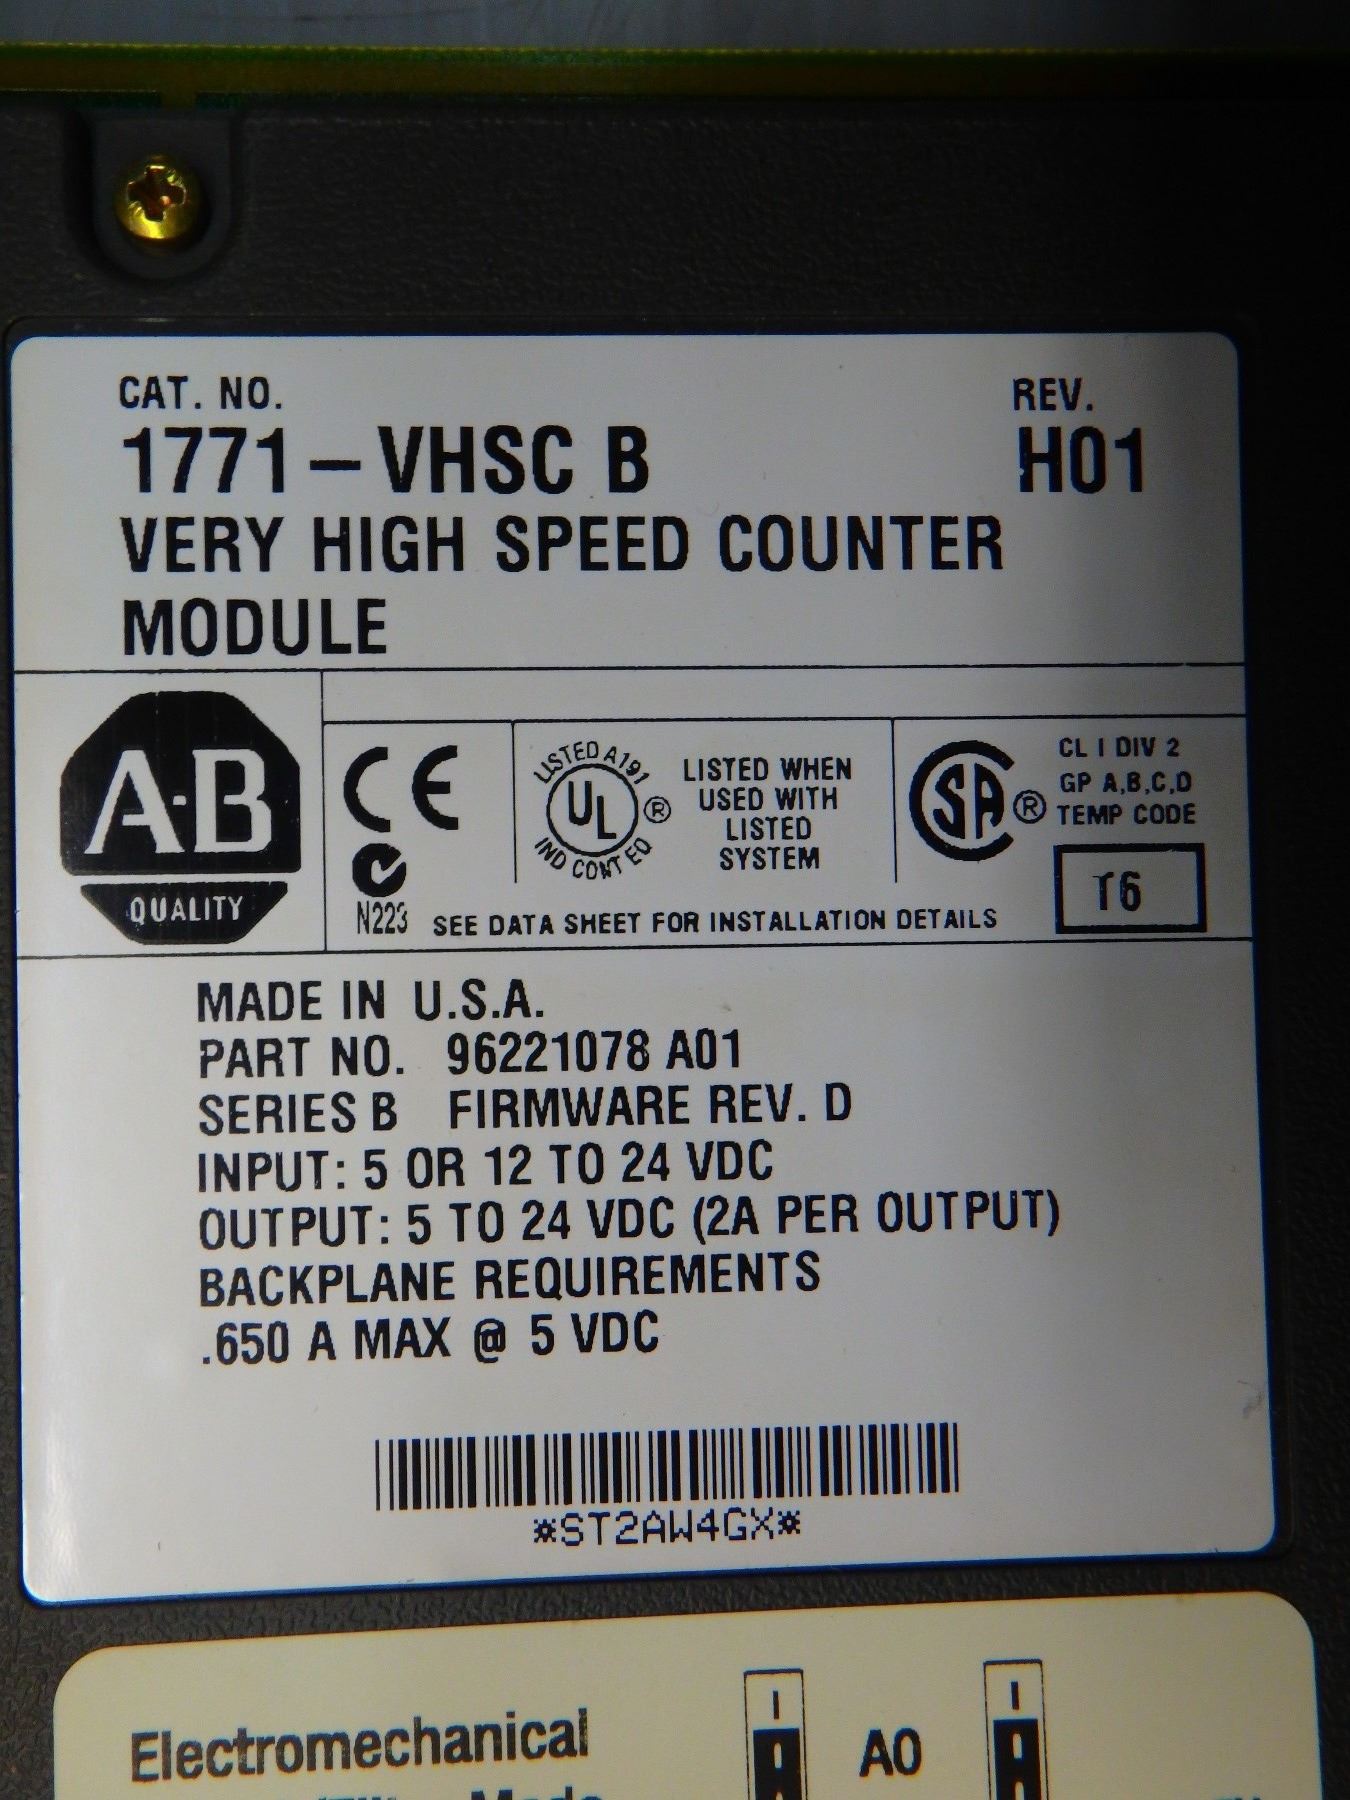 CAT. NO.
REV.
1771-VHSC B
H01
VERY HIGH SPEED COUNTER
MODULE
A-B
QUALITY
CE
N223
LISTED A191
UL ®
IND CONT EQ
LISTED WHEN
USED WITH
LISTED
SYSTEM
SA ®
CL I DIV 2
GP A,B,C,D
TEMP CODE
T6
SEE DATA SHEET FOR INSTALLATION DETAILS
MADE IN U.S.A.
PART NO. 96221078 A01
SERIES B FIRMWARE REV. D
INPUT: 5 OR 12 TO 24 VDC
OUTPUT: 5 TO 24 VDC (2A PER OUTPUT)
BACKPLANE REQUIREMENTS
.650 A MAX @ 5 VDC
*ST2AW4GX*
Electromechanical
A0
Mode